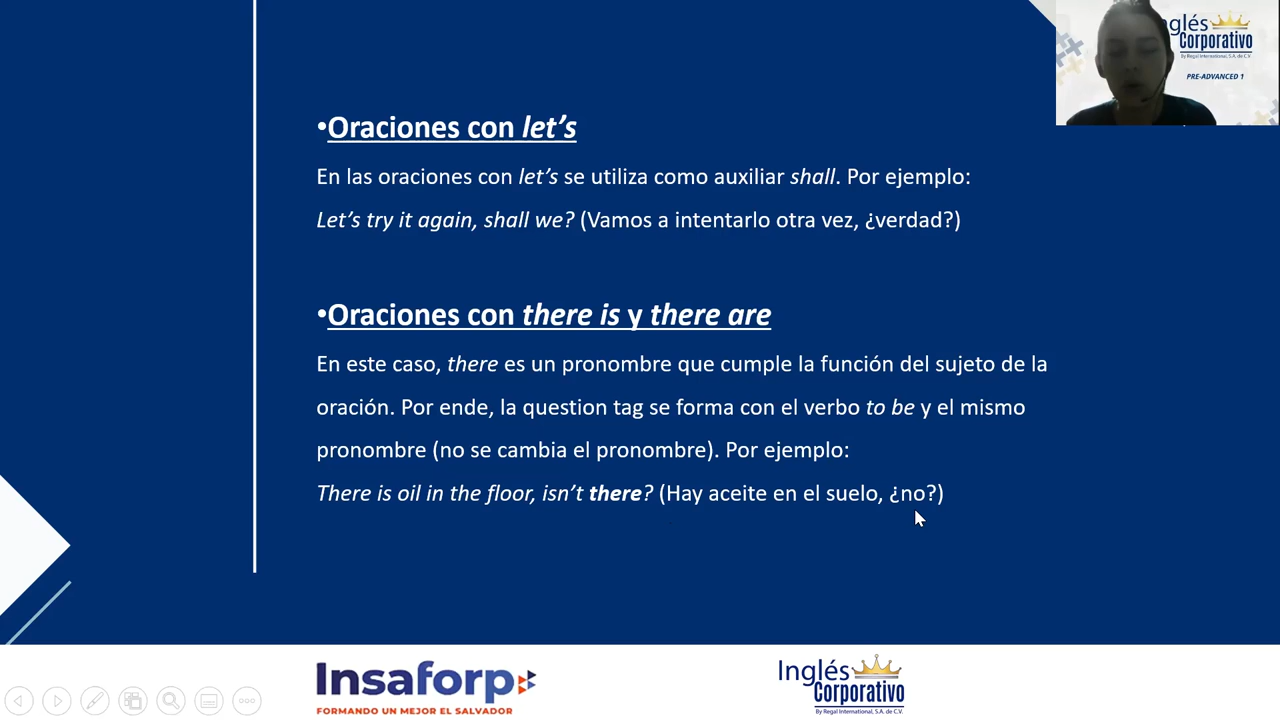 Inglés
Corporativo
By Regal International, S.A. de C.V.
PRE-ADVANCED 1
•Oraciones con let's
En las oraciones con let's se utiliza como auxiliar shall. Por ejemplo:
Let's try it again, shall we? (Vamos a intentarlo otra vez, ¿verdad?)
•Oraciones con there is y there are
En este caso, there es un pronombre que cumple la función del sujeto de la
oración. Por ende, la question tag se forma con el verbo to be y el mismo
pronombre (no se cambia el pronombre). Por ejemplo:
There is oil in the floor, isn't there? (Hay aceite en el suelo, ¿no?)
Insaforp
FORMANDO UN MEJOR EL SALVADOR
Inglés
Corporativo
By Regal International, S.A. de C.V.